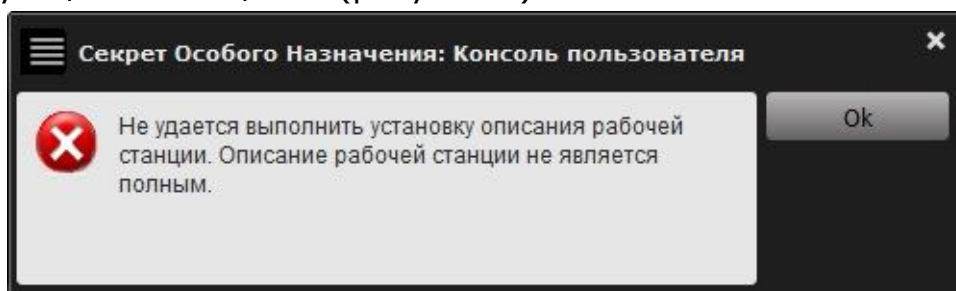 Секрет Особого Назначения: Консоль пользователя
Не удается выполнить установку описания рабочей
станции. Описание рабочей станции не является
полным.
Ok